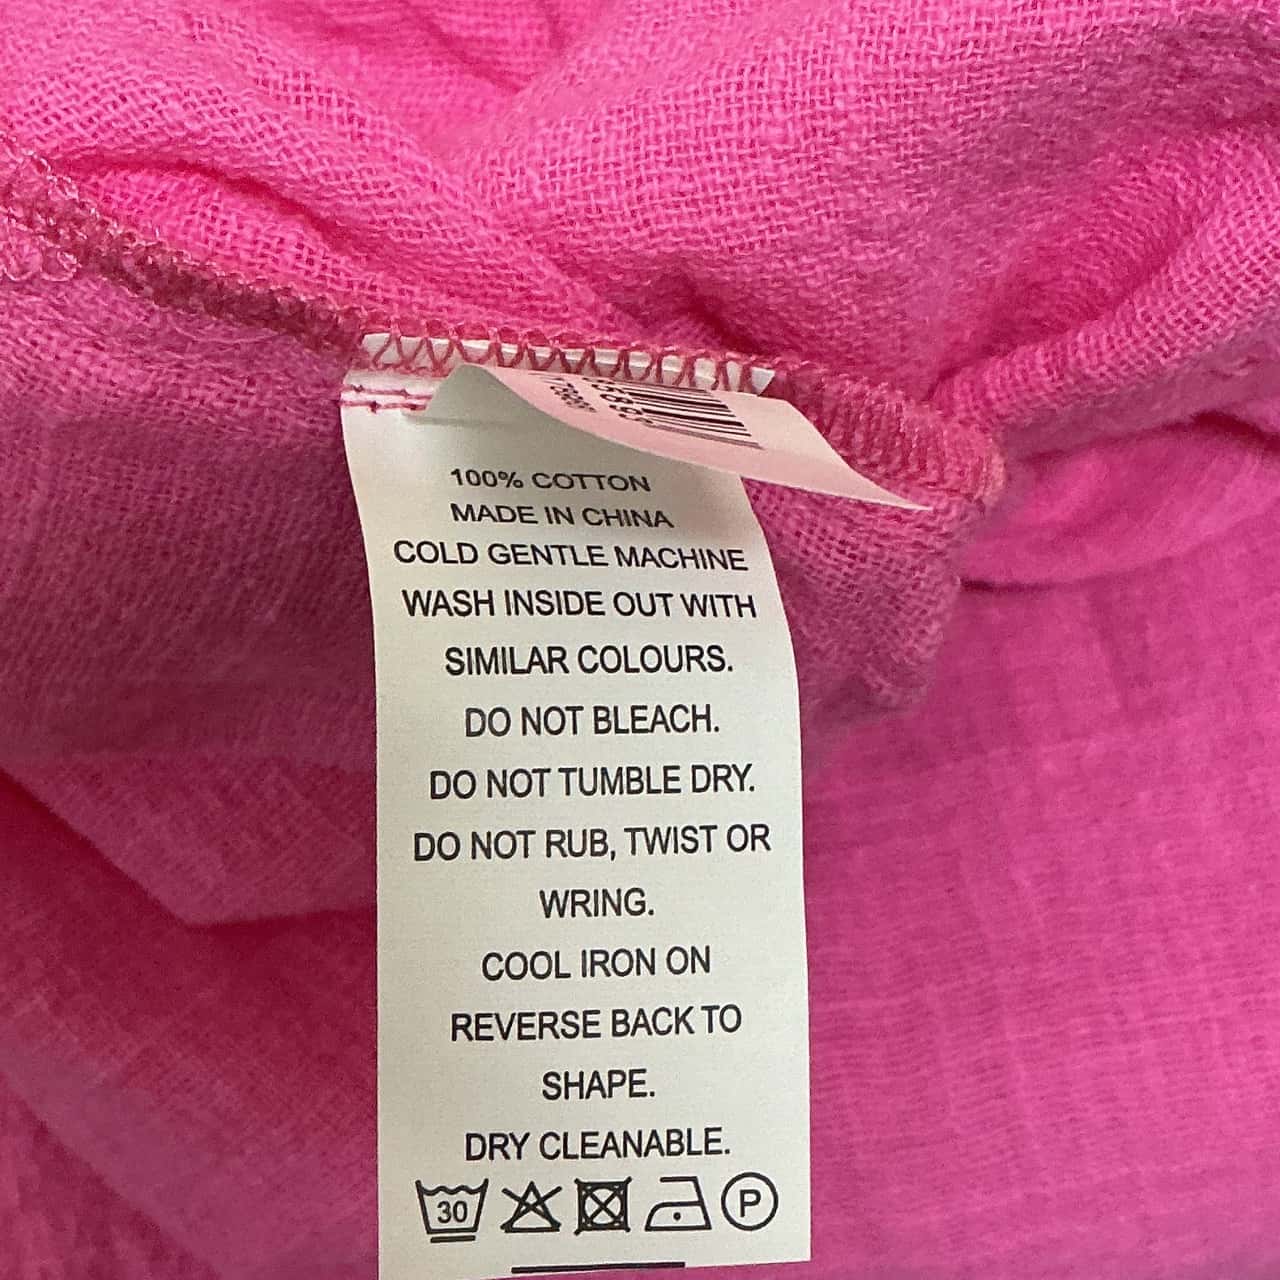 100% COTTON
MADE IN CHINA
COLD GENTLE MACHINE
WASH INSIDE OUT WITH
SIMILAR COLOURS.
DO NOT BLEACH.
DO NOT TUMBLE DRY.
DO NOT RUB, TWIST OR
WRING.
COOL IRON ON
REVERSE BACK TO
SHAPE.
DRY CLEANABLE.
30 P